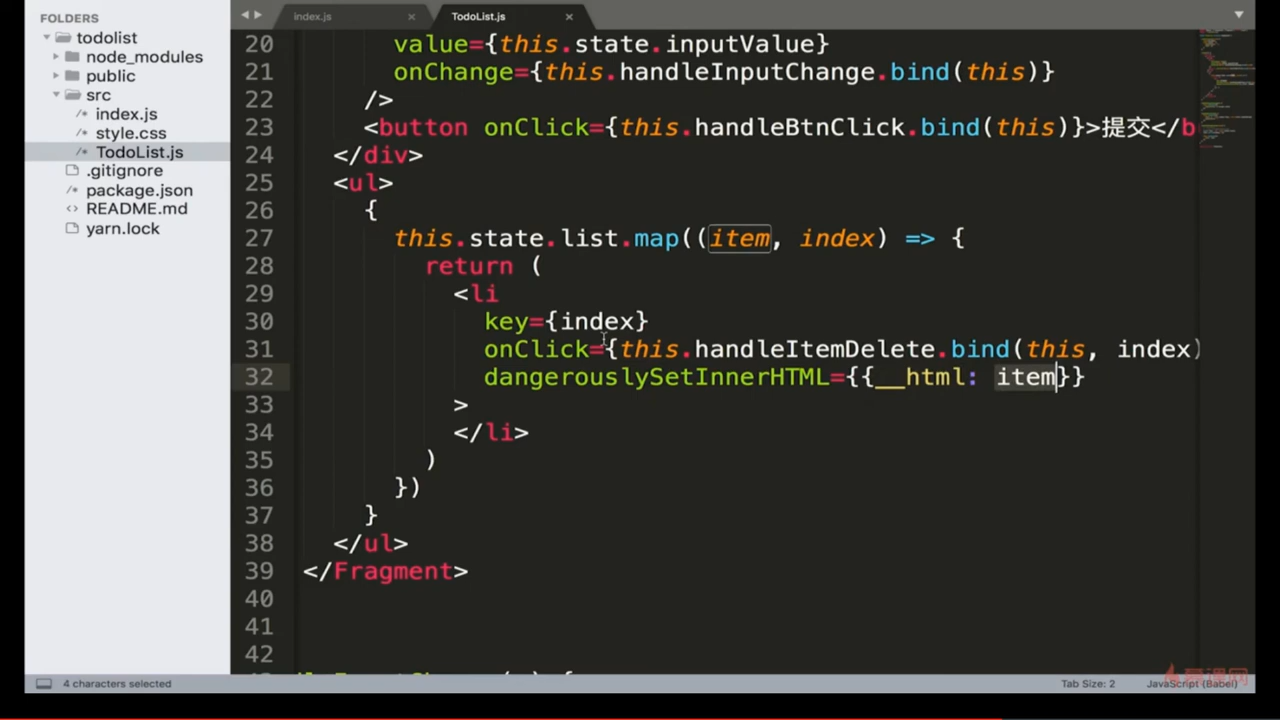 FOLDERS
todolist
node_modules
public
src
index.js
style.css
TodoList.js
.gitignore
package.json
README.md
yarn.lock
index.js
TodoList.js
20 value={this.state.inputValue}
21 onChange={this.handleInputChange.bind(this)}
22 />
23 <button onClick={this.handleBtnClick.bind(this)}>提交</b
24 </div>
25 <ul>
26 {
27 this.state.list.map((item, index) => {
28 return (
29 <li
30 key={index}
31 onClick={this.handleItemDelete.bind(this, index)
32 dangerouslySetInnerHTML={{__html: item}}
33 >
34 </li>
35 )
36 })
37 }
38 </ul>
39 </Fragment>
40
41
42
4 characters selected
Tab Size: 2
JavaScript (Babel)
慕课网